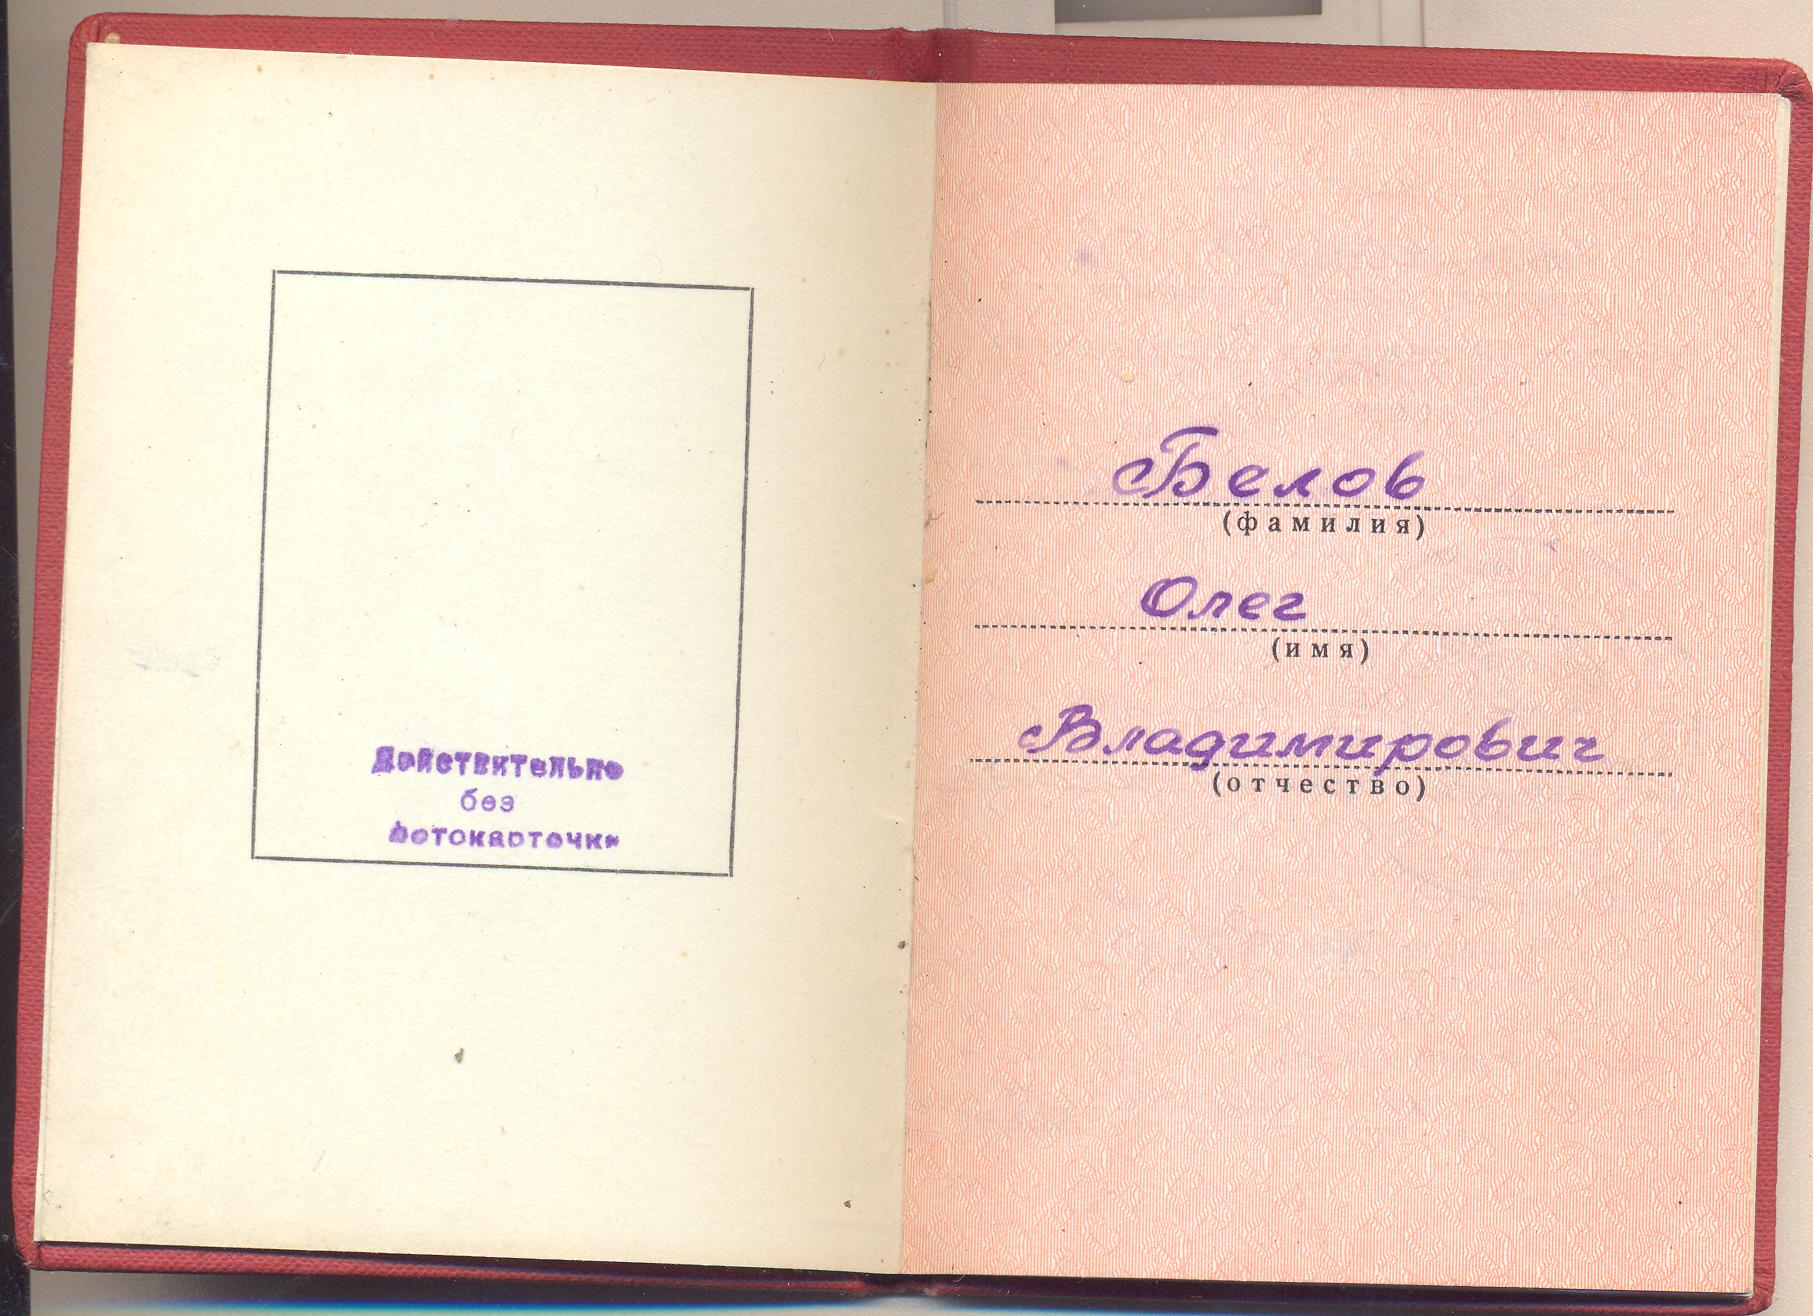 Действительно
без
фотокарточки
Белов
(фамилия)
Олег
(имя)
Владимирович
(отчество)